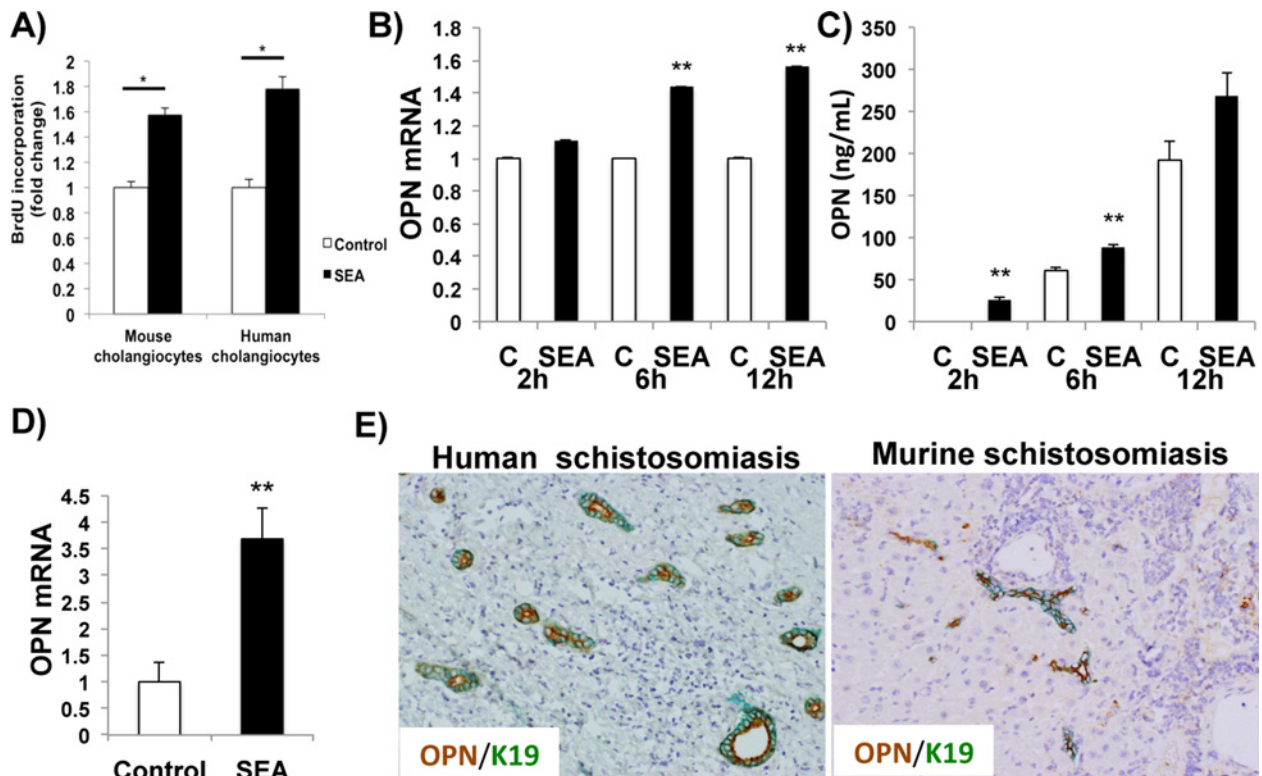 A)
BrdU incorporation
(fold change)
2
1.8
1.6
1.4
1.2
1
0.8
0.6
0.4
0.2
0
*
*
Mouse
cholangiocytes
Human
cholangiocytes
Control
SEA
B)
OPN mRNA
1.8
1.6
1.4
1.2
1
0.8
0.6
0.4
0.2
0
**
**
C SEA C SEA C SEA
2h 6h 12h
C)
OPN (ng/mL)
350
300
250
200
150
100
50
0
**
**
C SEA C SEA C SEA
2h 6h 12h
D)
OPN mRNA
4.5
4
3.5
3
2.5
2
1.5
1
0.5
0
**
Control SEA
E)
Human schistosomiasis
OPN/K19
Murine schistosomiasis
OPN/K19